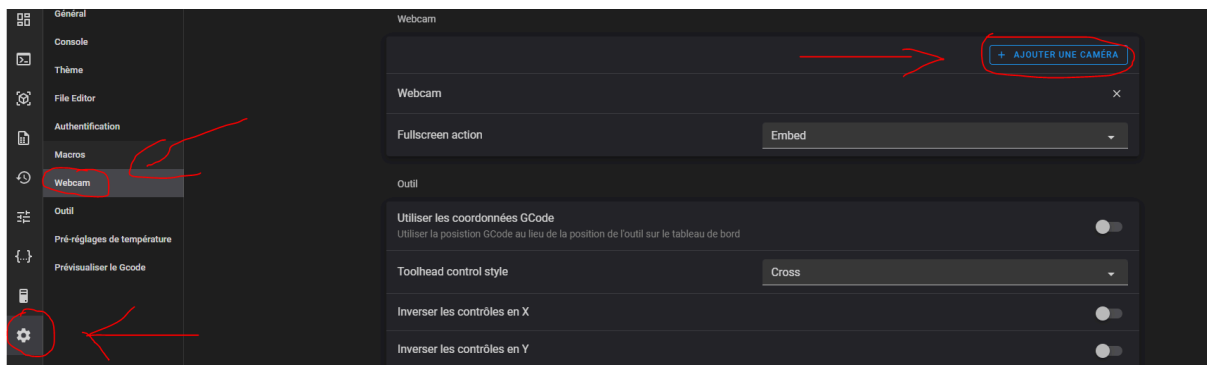 Général
Console
Thème
File Editor
Authentification
Macros
Webcam
Outil
Pré-réglages de température
Prévisualiser le Gcode
Webcam
+ AJOUTER UNE CAMÉRA
Webcam
Fullscreen action
Embed
Outil
Utiliser les coordonnées GCode
Utiliser la posistion GCode au lieu de la position de l'outil sur le tableau de bord
Toolhead control style
Cross
Inverser les contrôles en X
Inverser les contrôles en Y